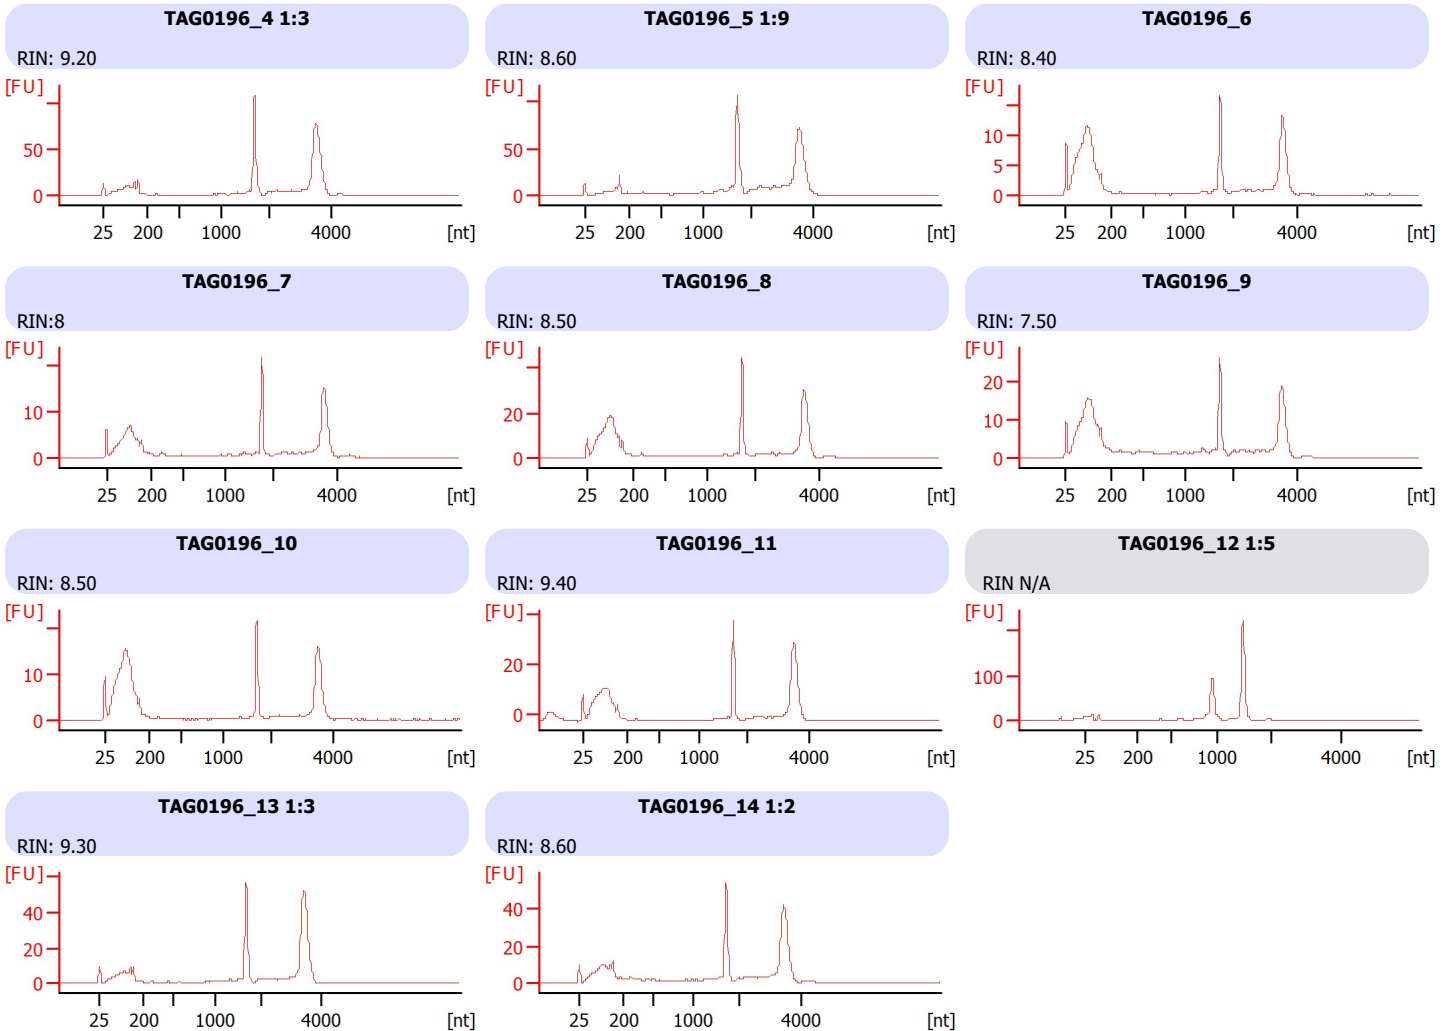 TAG0196_4 1:3
RIN: 9.20
[FU]
50
0
25 200 1000 4000 [nt]
TAG0196_5 1:9
RIN: 8.60
[FU]
50
0
25 200 1000 4000 [nt]
TAG0196_6
RIN: 8.40
[FU]
10
5
0
25 200 1000 4000 [nt]
TAG0196_7
RIN:8
[FU]
10
0
25 200 1000 4000 [nt]
TAG0196_8
RIN: 8.50
[FU]
20
0
25 200 1000 4000 [nt]
TAG0196_9
RIN: 7.50
[FU]
20
10
0
25 200 1000 4000 [nt]
TAG0196_10
RIN: 8.50
[FU]
10
0
25 200 1000 4000 [nt]
TAG0196_11
RIN: 9.40
[FU]
20
0
25 200 1000 4000 [nt]
TAG0196_12 1:5
RIN N/A
[FU]
100
0
25 200 1000 4000 [nt]
TAG0196_13 1:3
RIN: 9.30
[FU]
40
20
0
25 200 1000 4000 [nt]
TAG0196_14 1:2
RIN: 8.60
[FU]
40
20
0
25 200 1000 4000 [nt]